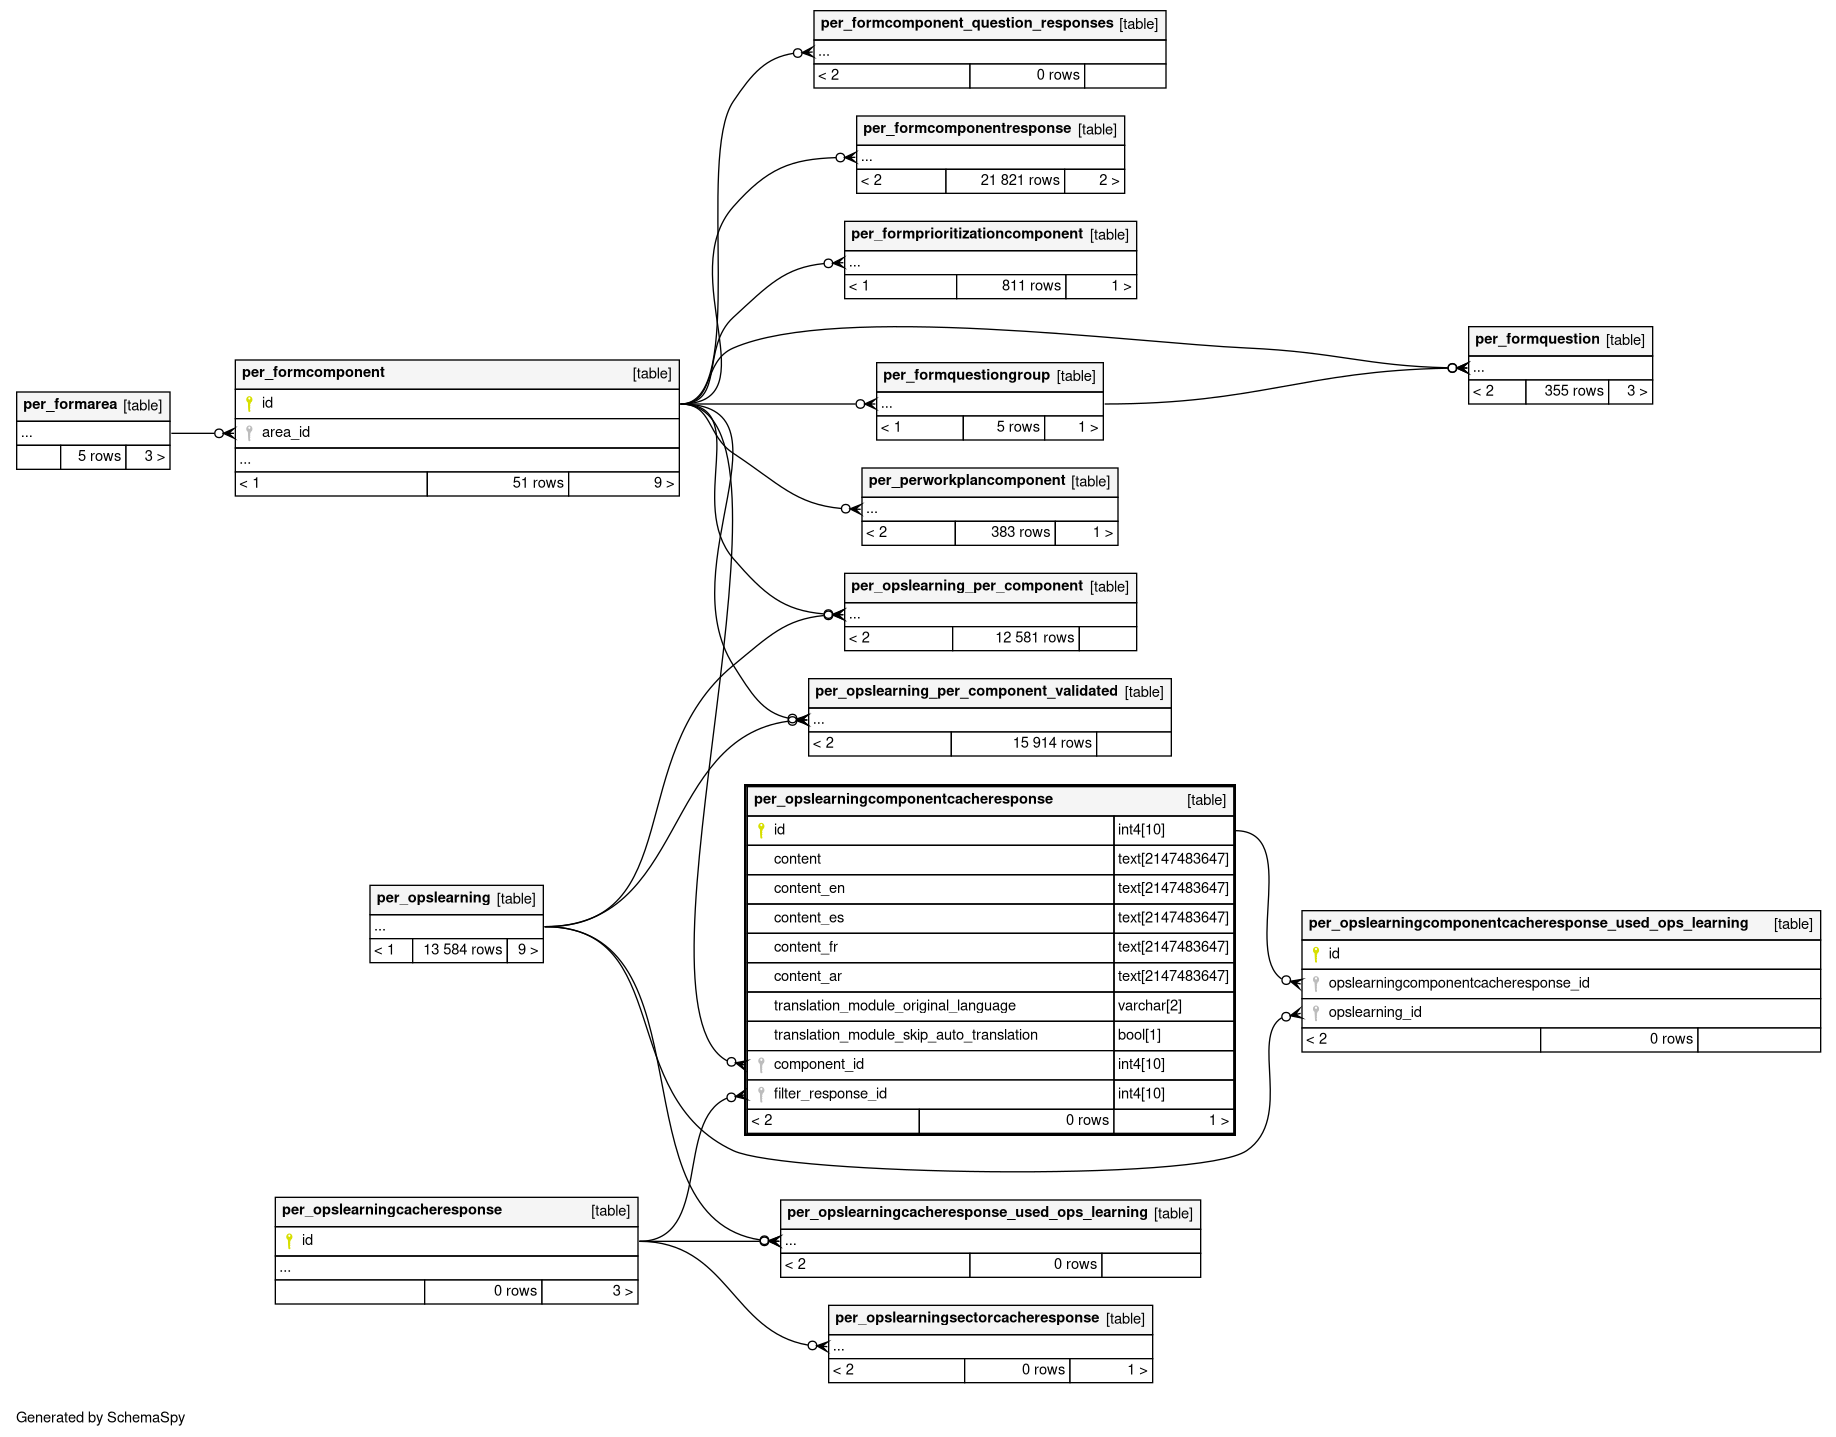 per_formcomponent_question_responses [table]
...
< 2 0 rows
per_formcomponentresponse [table]
...
< 2 21 821 rows 2 >
per_formprioritizationcomponent [table]
...
< 1 811 rows 1 >
per_formquestion [table]
...
< 2 355 rows 3 >
per_formarea [table]
...
5 rows 3 >
per_formcomponent [table]
id
area_id
...
< 1 51 rows 9 >
per_formquestiongroup [table]
...
< 1 5 rows 1 >
per_perworkplancomponent [table]
...
< 2 383 rows 1 >
per_opslearning_per_component [table]
...
< 2 12 581 rows
per_opslearning_per_component_validated [table]
...
< 2 15 914 rows
per_opslearning [table]
...
< 1 13 584 rows 9 >
per_opslearningcomponentcacheresponse [table]
id int4[10]
content text[2147483647]
content_en text[2147483647]
content_es text[2147483647]
content_fr text[2147483647]
content_ar text[2147483647]
translation_module_original_language varchar[2]
translation_module_skip_auto_translation bool[1]
component_id int4[10]
filter_response_id int4[10]
< 2 0 rows 1 >
per_opslearningcomponentcacheresponse_used_ops_learning [table]
id
opslearningcomponentcacheresponse_id
opslearning_id
< 2 0 rows
per_opslearningcacheresponse [table]
id
...
0 rows 3 >
per_opslearningcacheresponse_used_ops_learning [table]
...
< 2 0 rows
per_opslearningsectorcacheresponse [table]
...
< 2 0 rows 1 >
Generated by SchemaSpy